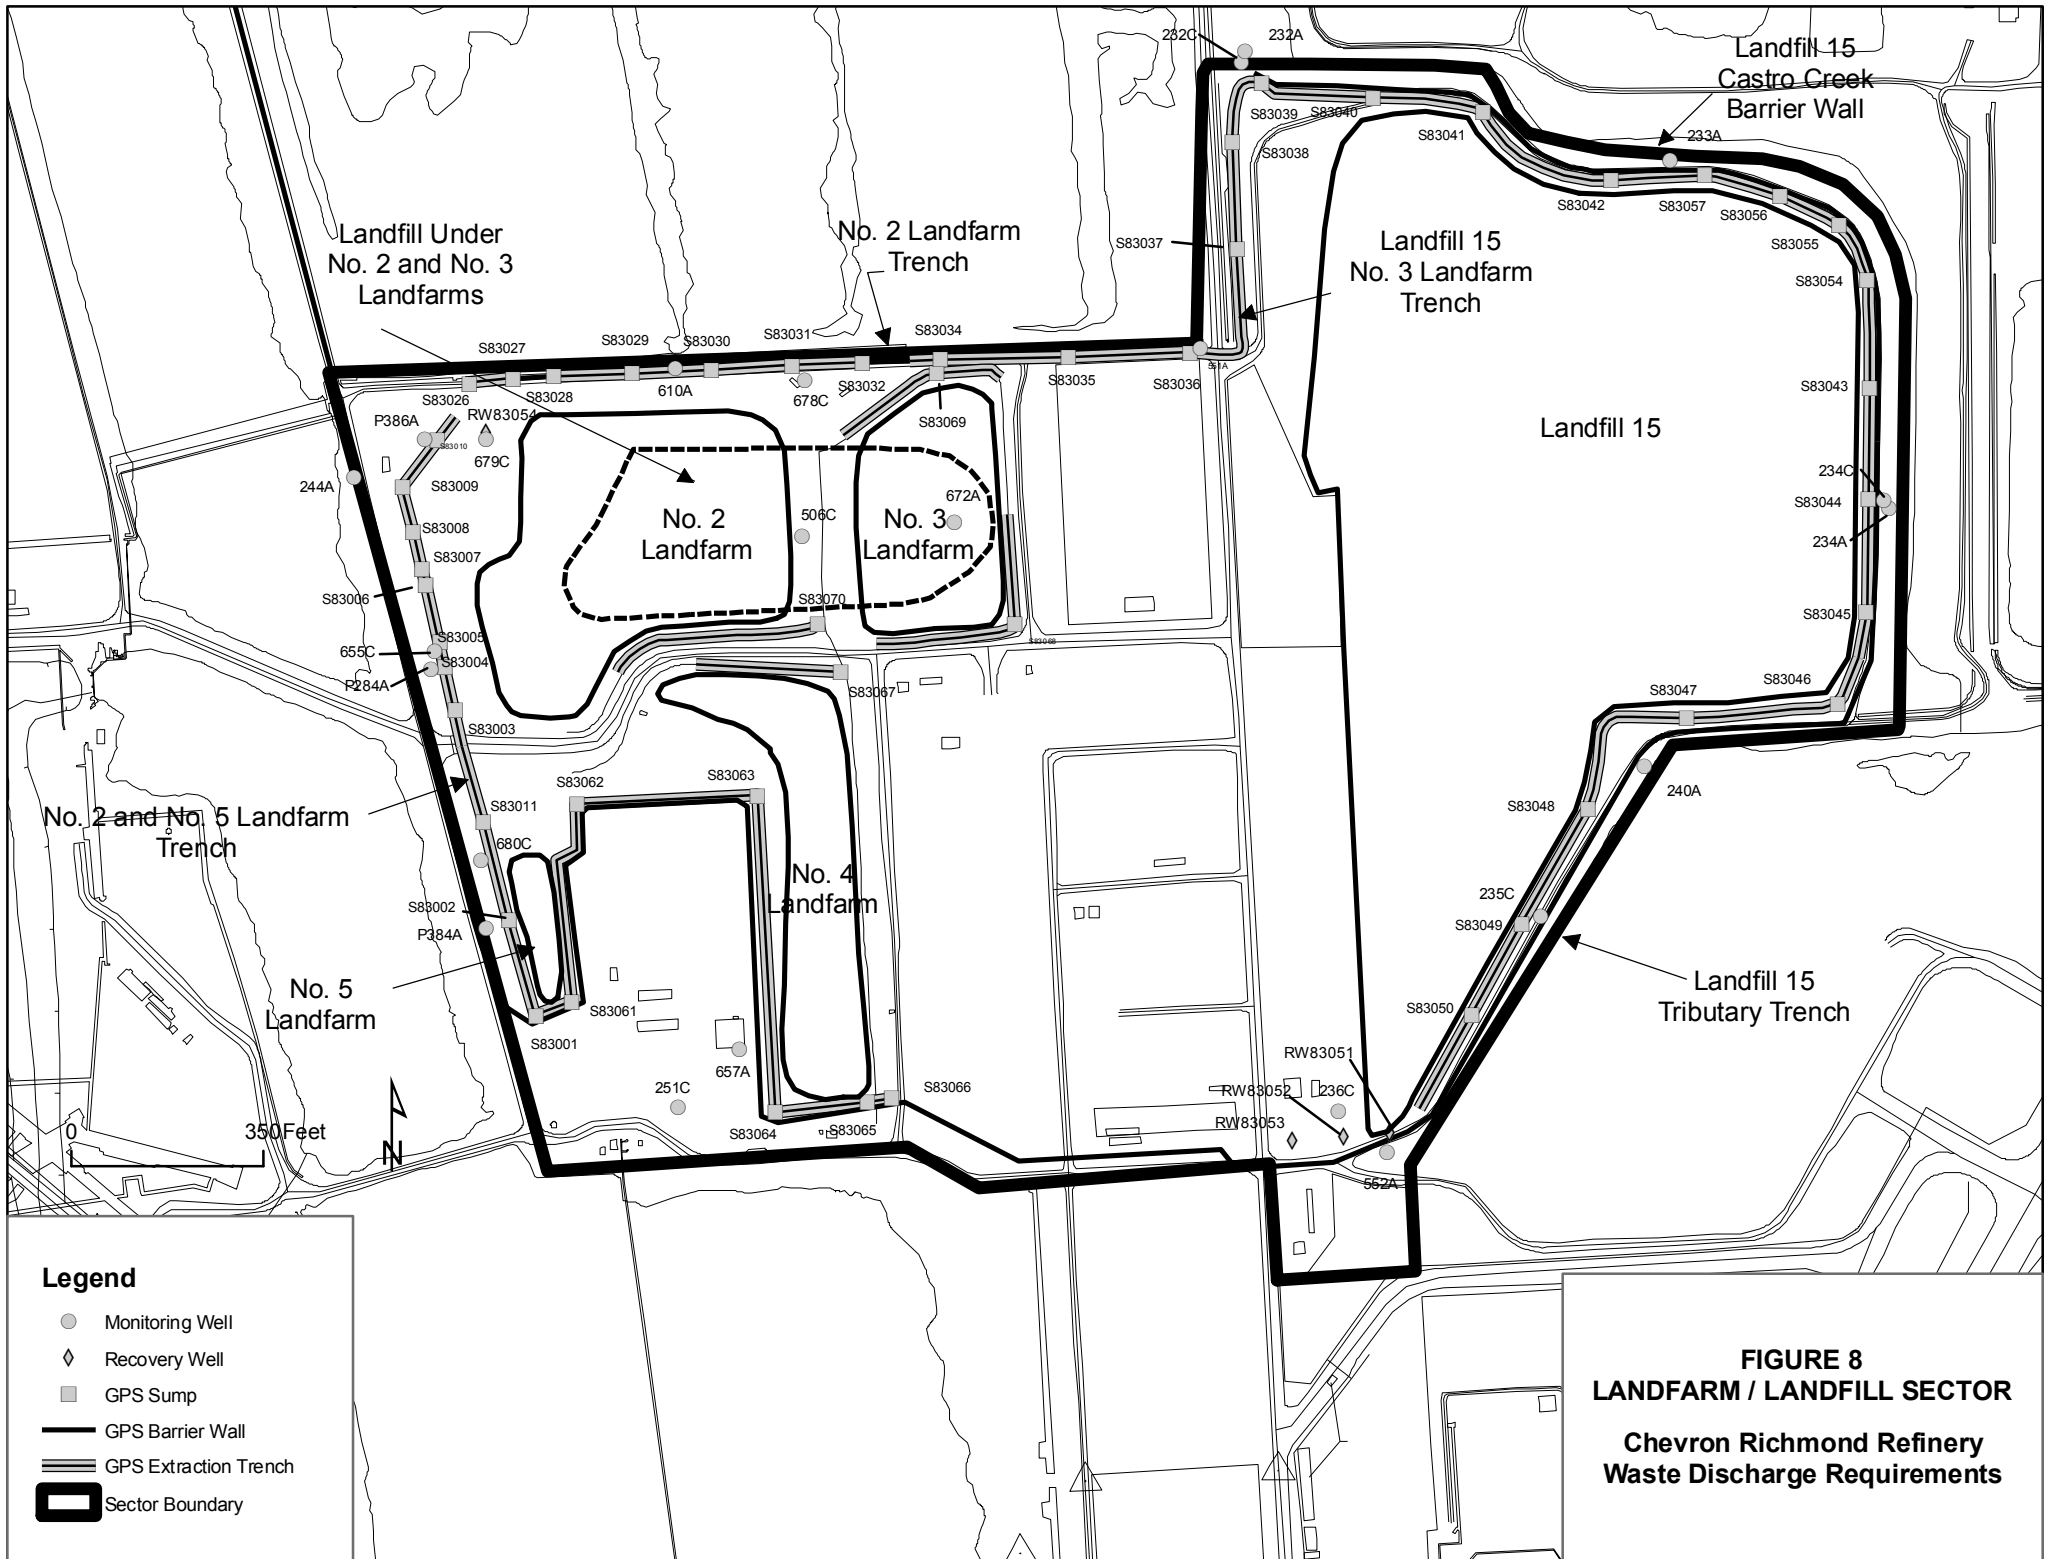 232C
232A
Landfill 15
Castro Creek
Barrier Wall
S83039
S83040
S83041
233A
S83038
S83042
S83057
S83056
S83055
Landfill Under
No. 2 and No. 3
Landfarms
No. 2 Landfarm
Trench
S83037
Landfill 15
No. 3 Landfarm
Trench
S83054
S83027
S83029
S83030
S83031
S83034
S83026
S83028
610A
678C
S83032
S83035
S83036
551A
S83043
P386A
RW83054
S83010
679C
S83069
Landfill 15
244A
S83009
672A
234C
S83044
S83008
No. 2
Landfarm
506C
No. 3
Landfarm
234A
S83007
S83006
S83070
S83045
S83005
655C
S83004
P284A
S83068
S83067
S83046
S83047
S83003
S83062
S83063
240A
S83011
S83048
No. 2 and No. 5 Landfarm
Trench
680C
No. 4
Landfarm
235C
S83002
S83049
P384A
No. 5
Landfarm
Landfill 15
Tributary Trench
S83061
S83050
S83001
657A
RW83051
251C
S83066
RW83052
236C
RW83053
0
350 Feet
N
S83064
S83065
552A
Legend
Monitoring Well
Recovery Well
GPS Sump
GPS Barrier Wall
GPS Extraction Trench
Sector Boundary
FIGURE 8
LANDFARM / LANDFILL SECTOR
Chevron Richmond Refinery
Waste Discharge Requirements